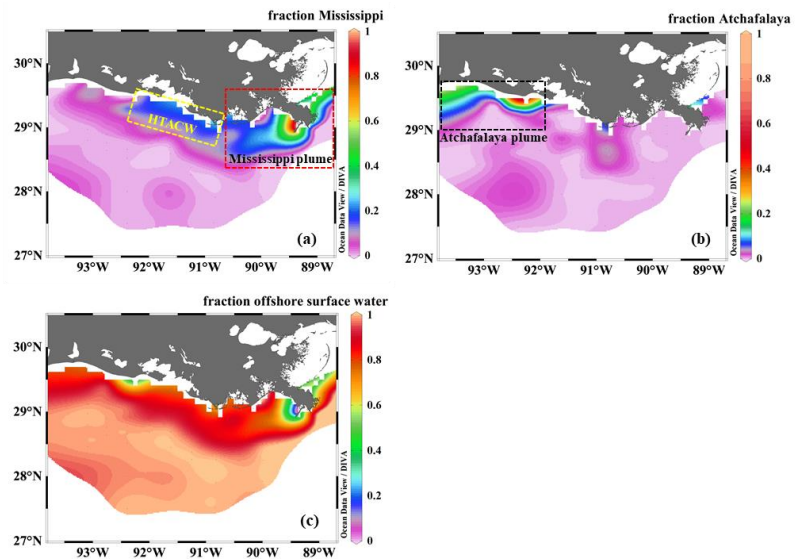 fraction Mississippi
30°N
29°N
28°N
27°N
93°W 92°W 91°W 90°W 89°W
HTACW
Mississippi plume
(a)
1
0.8
0.6
0.4
0.2
0
Ocean Data View / DIVA
fraction Atchafalaya
30°N
29°N
28°N
27°N
93°W 92°W 91°W 90°W 89°W
Atchafalaya plume
(b)
1
0.8
0.6
0.4
0.2
0
Ocean Data View / DIVA
fraction offshore surface water
30°N
29°N
28°N
27°N
93°W 92°W 91°W 90°W 89°W
(c)
1
0.8
0.6
0.4
0.2
0
Ocean Data View / DIVA